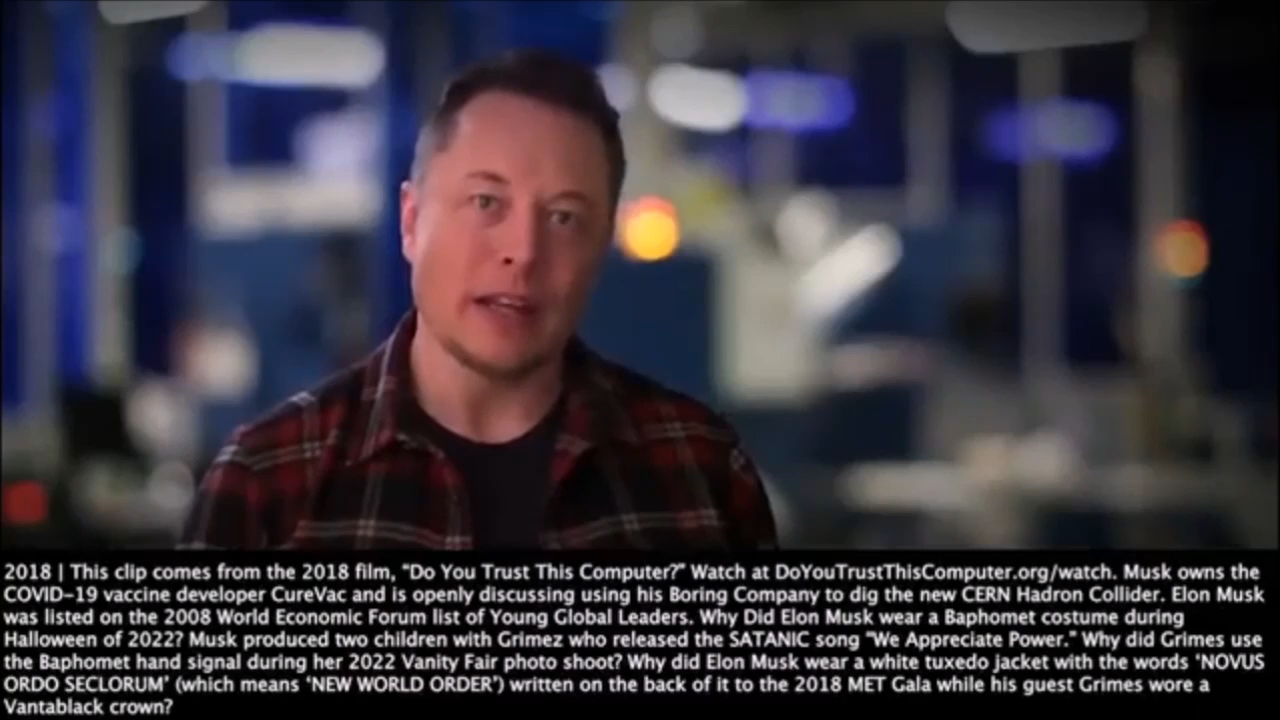 2018 | This clip comes from the 2018 film, "Do You Trust This Computer?" Watch at DoYouTrustThisComputer.org/watch. Musk owns the
COVID-19 vaccine developer CureVac and is openly discussing using his Boring Company to dig the new CERN Hadron Collider. Elon Musk
was listed on the 2008 World Economic Forum list of Young Global Leaders. Why Did Elon Musk wear a Baphomet costume during
Halloween of 2022? Musk produced two children with Grimez who released the SATANIC song "We Appreciate Power." Why did Grimes use
the Baphomet hand signal during her 2022 Vanity Fair photo shoot? Why did Elon Musk wear a white tuxedo jacket with the words 'NOVUS
ORDO SECLORUM' (which means 'NEW WORLD ORDER') written on the back of it to the 2018 MET Gala while his guest Grimes wore a
Vantablack crown?